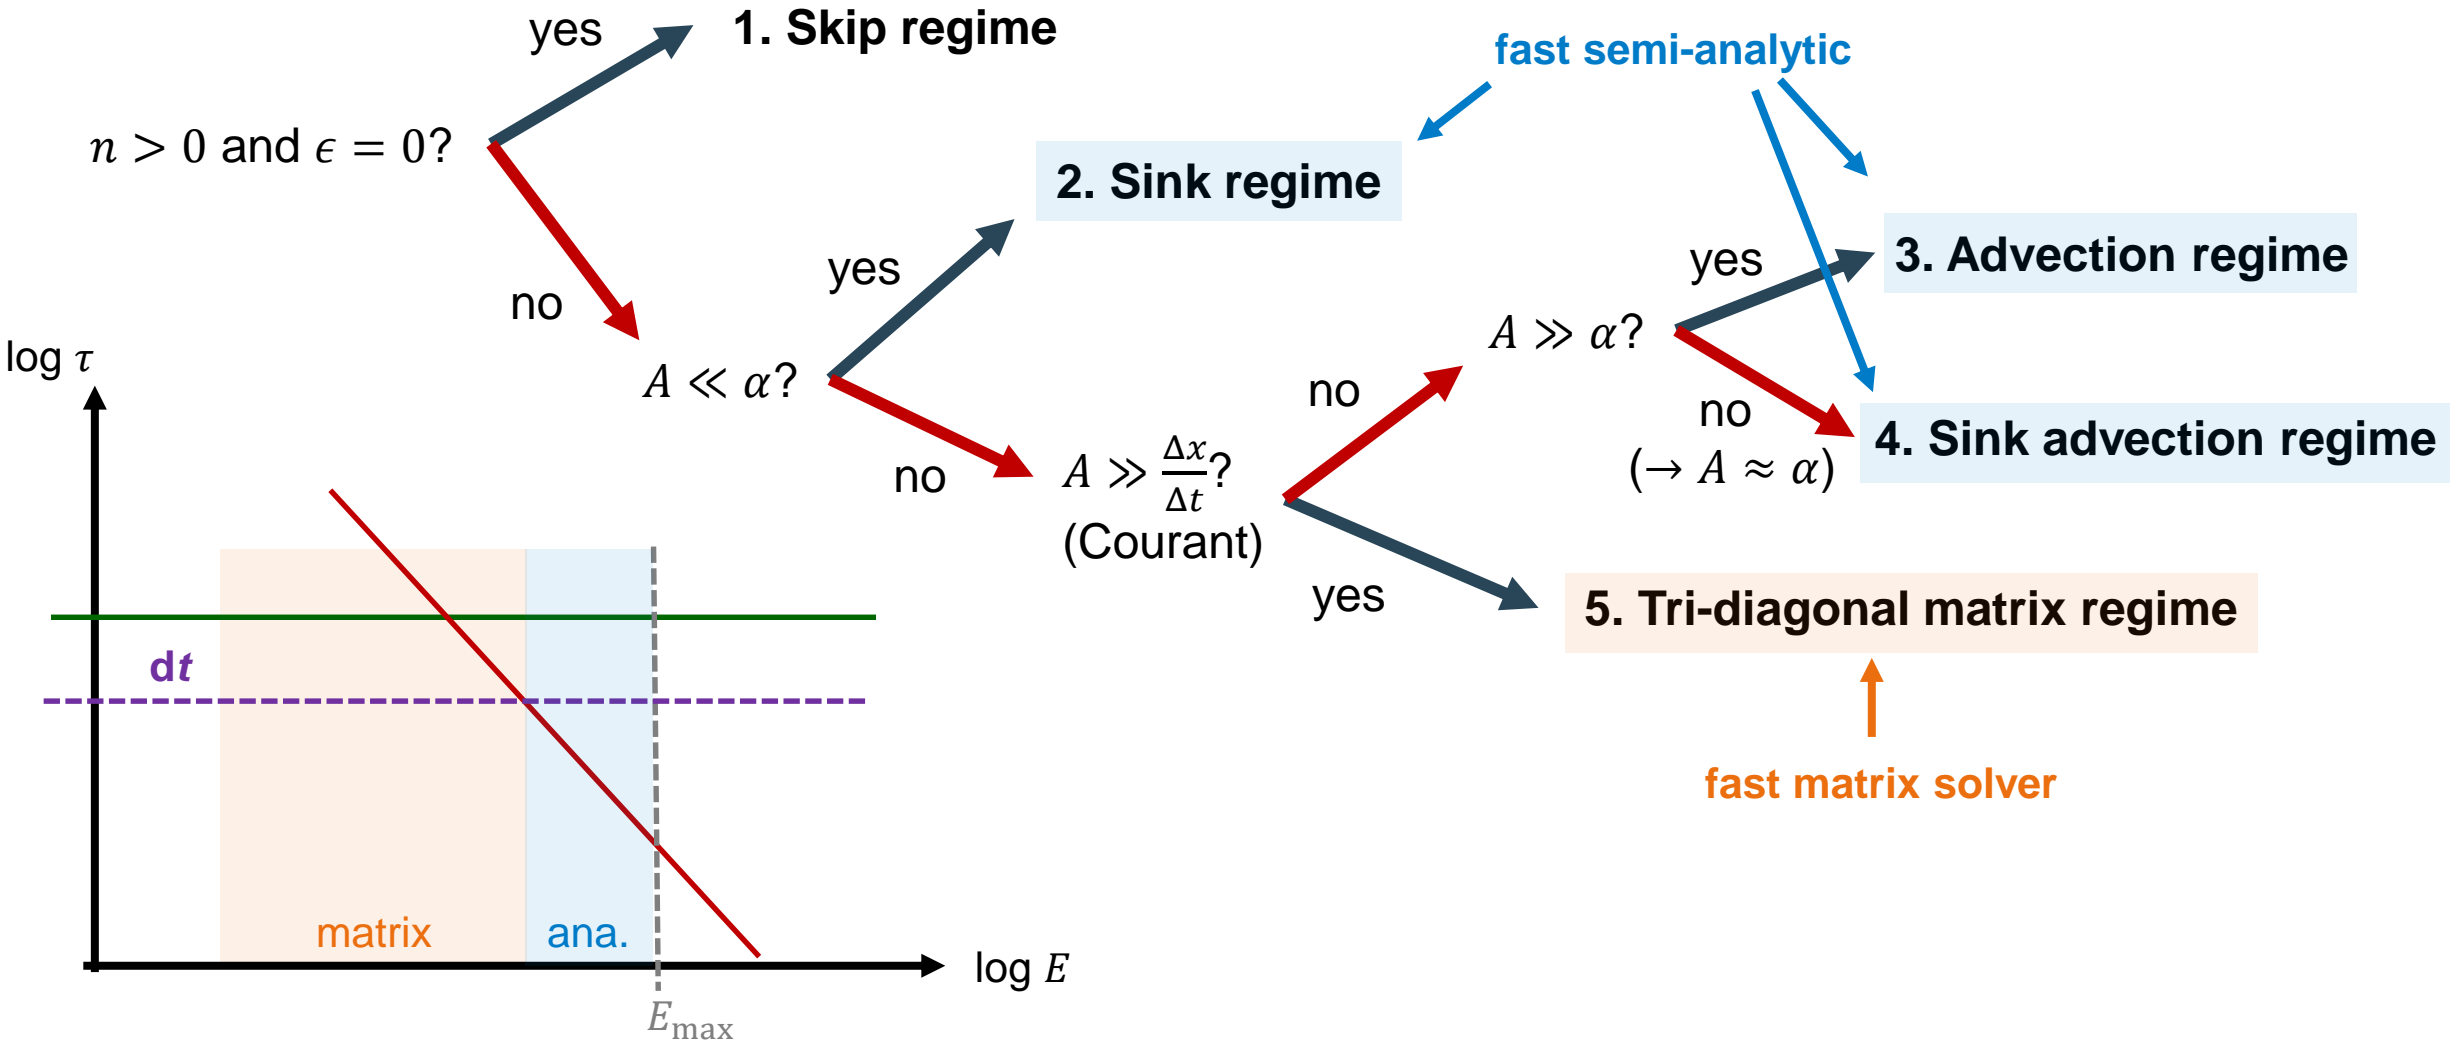 yes
1. Skip regime
fast semi-analytic
n > 0 and ϵ = 0?
2. Sink regime
no
yes
yes
3. Advection regime
A ≫ α?
log τ
A ≪ α?
no
no
(→ A ≈ α)
4. Sink advection regime
no
A ≫ Δx/Δt?
(Courant)
yes
5. Tri-diagonal matrix regime
dt
fast matrix solver
matrix
ana.
log E
E_max